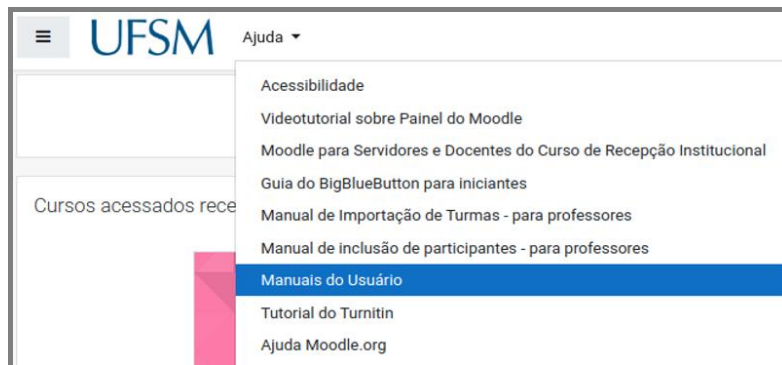 UFSM Ajuda
Acessibilidade
Videotutorial sobre Painel do Moodle
Moodle para Servidores e Docentes do Curso de Recepção Institucional
Guia do BigBlueButton para iniciantes
Cursos acessados rece
Manual de Importação de Turmas - para professores
Manual de inclusão de participantes - para professores
Manuais do Usuário
Tutorial do Turnitin
Ajuda Moodle.org